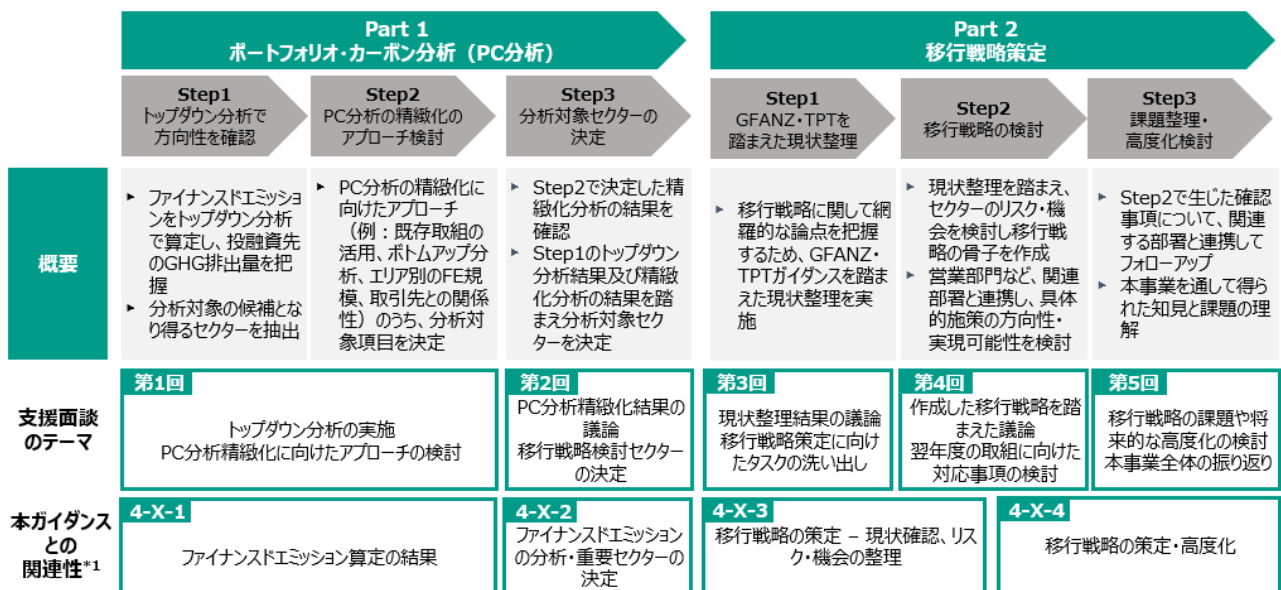 Part 1
ポートフォリオ・カーボン分析（PC分析）
Part 2
移行戦略策定
Step1
トップダウン分析で
方向性を確認
Step2
PC分析の精緻化の
アプローチ検討
Step3
分析対象セクターの
決定
Step1
GFANZ・TPTを
踏まえた現状整理
Step2
移行戦略の検討
Step3
課題整理・
高度化検討
概要
ファイナンスドエミッショ
ンをトップダウン分析
で算定し、投融資先
のGHG排出量を把
握
分析対象の候補とな
り得るセクターを抽出
PC分析の精緻化に
向けたアプローチ
（例：既存取組の
活用、ボトムアップ分
析、エリア別のFE規
模、取引先との関係
性）のうち、分析対
象項目を決定
Step2で決定した精
緻化分析の結果を
確認
Step1のトップダウン
分析結果及び精緻
化分析の結果を踏
まえ分析対象セク
ターを決定
移行戦略に関して網
羅的な論点を把握
するため、GFANZ・
TPTガイダンスを踏ま
えた現状整理を実
施
現状整理を踏まえ、
セクターのリスク・機
会を検討し移行戦
略の骨子を作成
営業部門など、関連
部署と連携し、具体
的施策の方向性・
実現可能性を検討
Step2で生じた確認
事項について、関連
する部署と連携して
フォローアップ
本事業を通して得ら
れた知見と課題の理
解
支援面談
のテーマ
第1回
トップダウン分析の実施
PC分析精緻化に向けたアプローチの検討
第2回
PC分析精緻化結果の
議論
移行戦略検討セクター
の決定
第3回
現状整理結果の議論
移行戦略策定に向け
たタスクの洗い出し
第4回
作成した移行戦略を踏
まえた議論
翌年度の取組に向けた
対応事項の検討
第5回
移行戦略の課題や将
来的な高度化の検討
本事業全体の振り返り
本ガイダンス
との
関連性*1
4-X-1
ファイナンスドエミッション算定の結果
4-X-2
ファイナンスドエミッション
の分析・重要セクターの
決定
4-X-3
移行戦略の策定 – 現状確認、リス
ク・機会の整理
4-X-4
移行戦略の策定・高度化